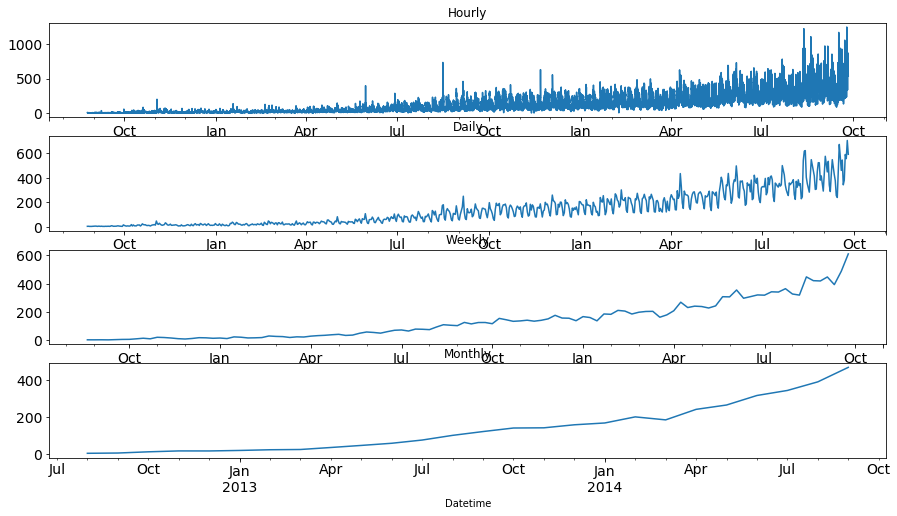 Hourly
1000
500
0
Oct Jan Apr Jul Oct Jan Apr Jul Oct
Daily
600
400
200
0
Oct Jan Apr Jul Oct Jan Apr Jul Oct
Weekly
600
400
200
0
Oct Jan Apr Jul Oct Jan Apr Jul Oct
Monthly
400
200
0
Jul Oct Jan Apr Jul Oct Jan Apr Jul Oct
2013 2014
Datetime